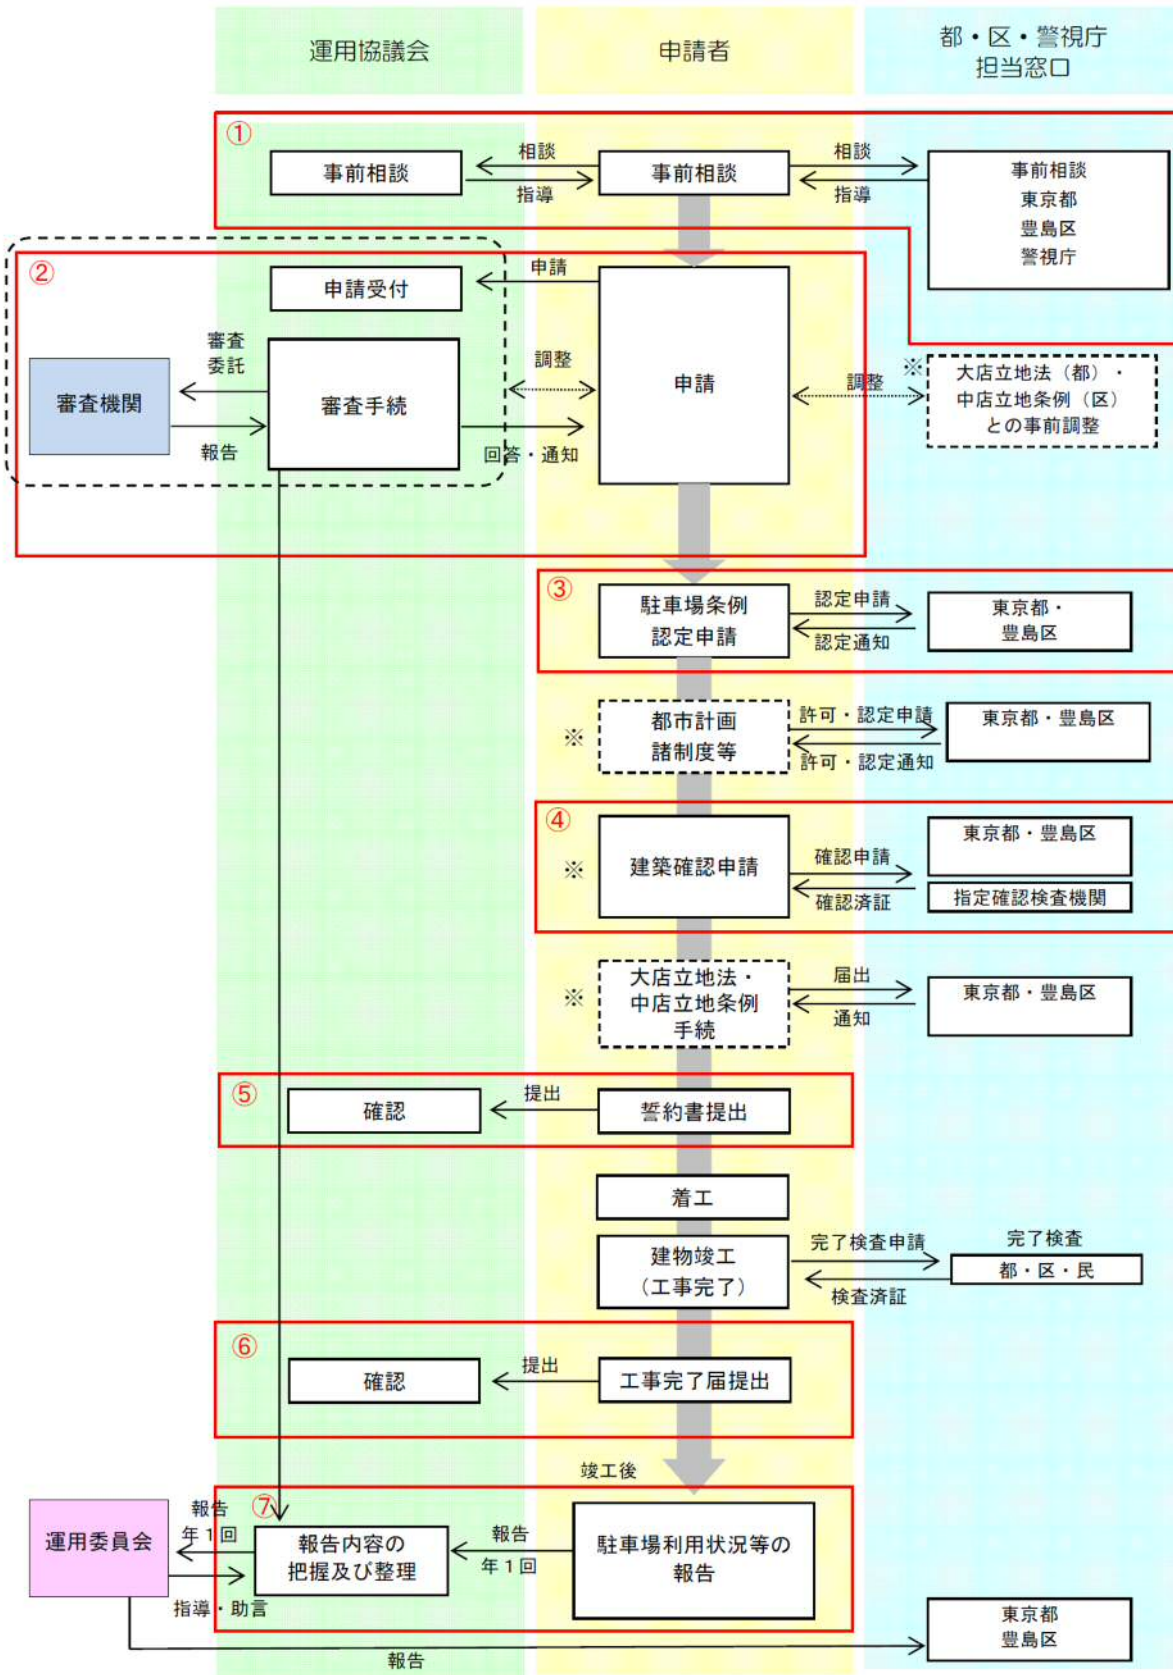 運用協議会
申請者
都・区・警視庁
担当窓口
①
事前相談
相談
指導
事前相談
相談
指導
事前相談
東京都
豊島区
警視庁
②
申請受付
申請
審査
委託
審査機関
報告
審査手続
調整
回答・通知
申請
調整
※
大店立地法（都）・
中店立地条例（区）
との事前調整
③
駐車場条例
認定申請
認定申請
認定通知
東京都・
豊島区
※
都市計画
諸制度等
許可・認定申請
許可・認定通知
東京都・豊島区
④
※
建築確認申請
確認申請
確認済証
東京都・豊島区
指定確認検査機関
※
大店立地法・
中店立地条例
手続
届出
通知
東京都・豊島区
⑤
確認
提出
誓約書提出
着工
建物竣工
（工事完了）
完了検査申請
検査済証
完了検査
都・区・民
⑥
確認
提出
工事完了届提出
竣工後
⑦
運用委員会
報告
年１回
指導・助言
報告内容の
把握及び整理
報告
年１回
駐車場利用状況等の
報告
報告
東京都
豊島区